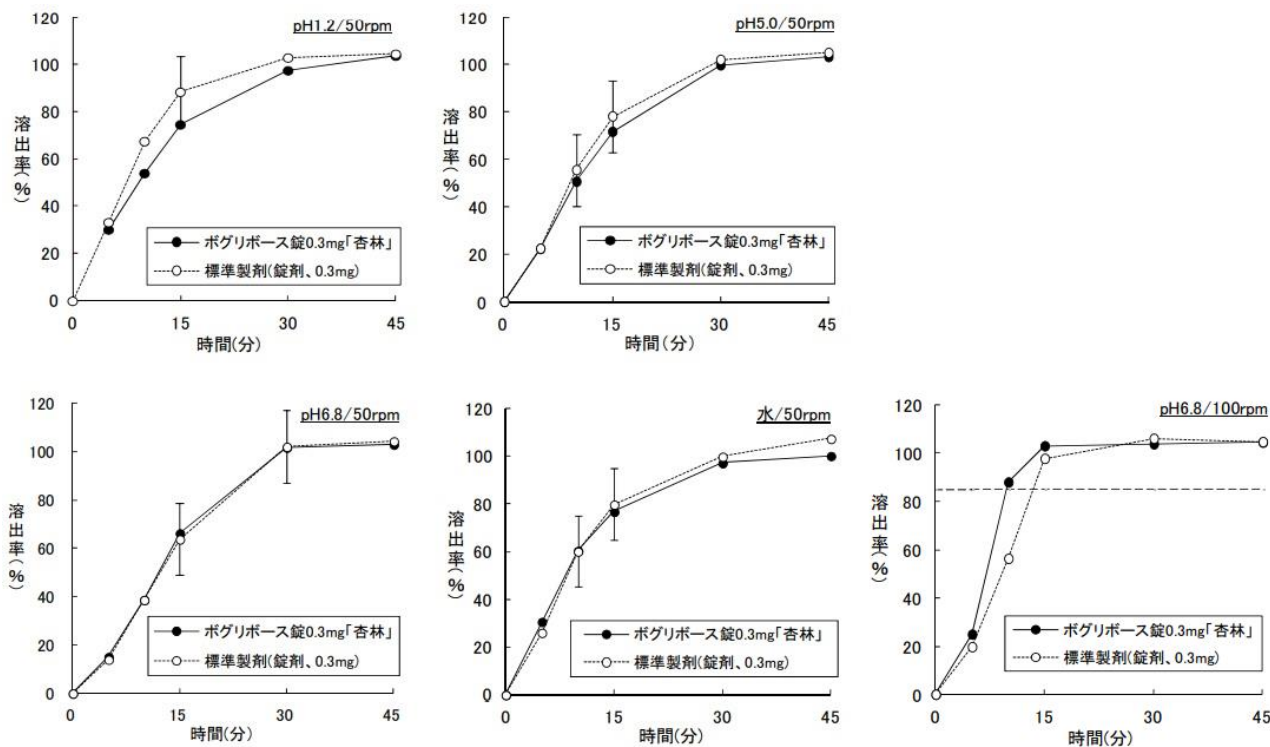 pH1.2/50rpm
120
100
80
60
40
20
0
溶出率(%)
ボグリボース錠0.3mg「杏林」
標準製剤(錠剤、0.3mg)
0 15 30 45
時間(分)
pH5.0/50rpm
120
100
80
60
40
20
0
溶出率(%)
ボグリボース錠0.3mg「杏林」
標準製剤(錠剤、0.3mg)
0 15 30 45
時間(分)
pH6.8/50rpm
120
100
80
60
40
20
0
溶出率(%)
ボグリボース錠0.3mg「杏林」
標準製剤(錠剤、0.3mg)
0 15 30 45
時間(分)
水/50rpm
120
100
80
60
40
20
0
溶出率(%)
ボグリボース錠0.3mg「杏林」
標準製剤(錠剤、0.3mg)
0 15 30 45
時間(分)
pH6.8/100rpm
120
100
80
60
40
20
0
溶出率(%)
ボグリボース錠0.3mg「杏林」
標準製剤(錠剤、0.3mg)
0 15 30 45
時間(分)